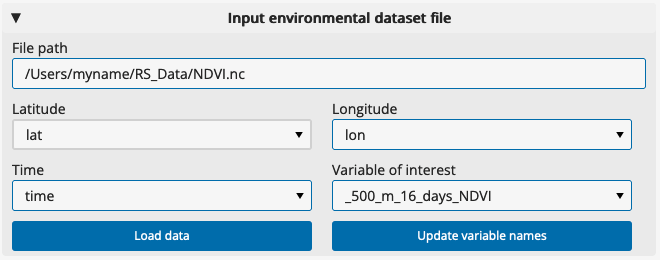 Input environmental dataset file
File path
/Users/myname/RS_Data/NDVI.nc
Latitude
Longitude
lat
lon
Time
Variable of interest
time
_500_m_16_days_NDVI
Load data
Update variable names